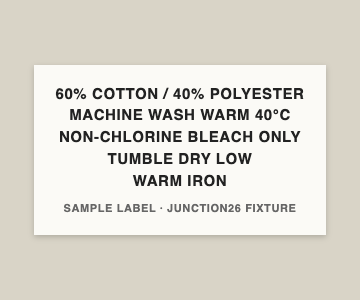 60% COTTON / 40% POLYESTER
MACHINE WASH WARM 40°C
NON-CHLORINE BLEACH ONLY
TUMBLE DRY LOW
WARM IRON
SAMPLE LABEL · JUNCTION26 FIXTURE